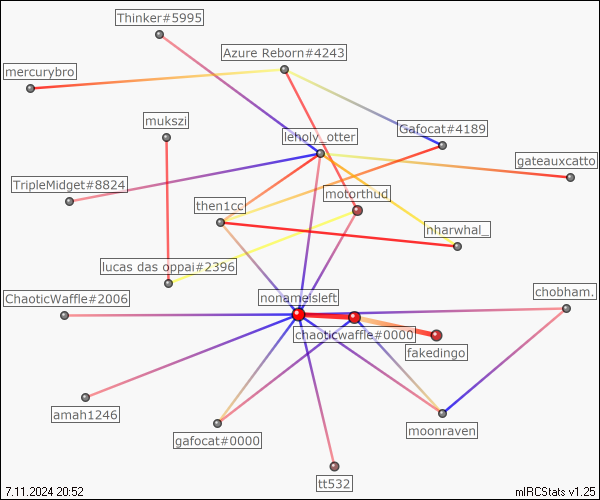 Thinker#5995
Azure Reborn#4243
mercurybro
mukszi
Gafocat#4189
leholy_otter
gateauxcatto
TripleMidget#8824
motorthud
then1cc
nharwhal_
lucas das oppai#2396
chobham.
nonameisleft
ChaoticWaffle#2006
chaoticwaffle#0000
fakedingo
amah1246
moonraven
gafocat#0000
tt532
7.11.2024 20:52
mIRCStats v1.25